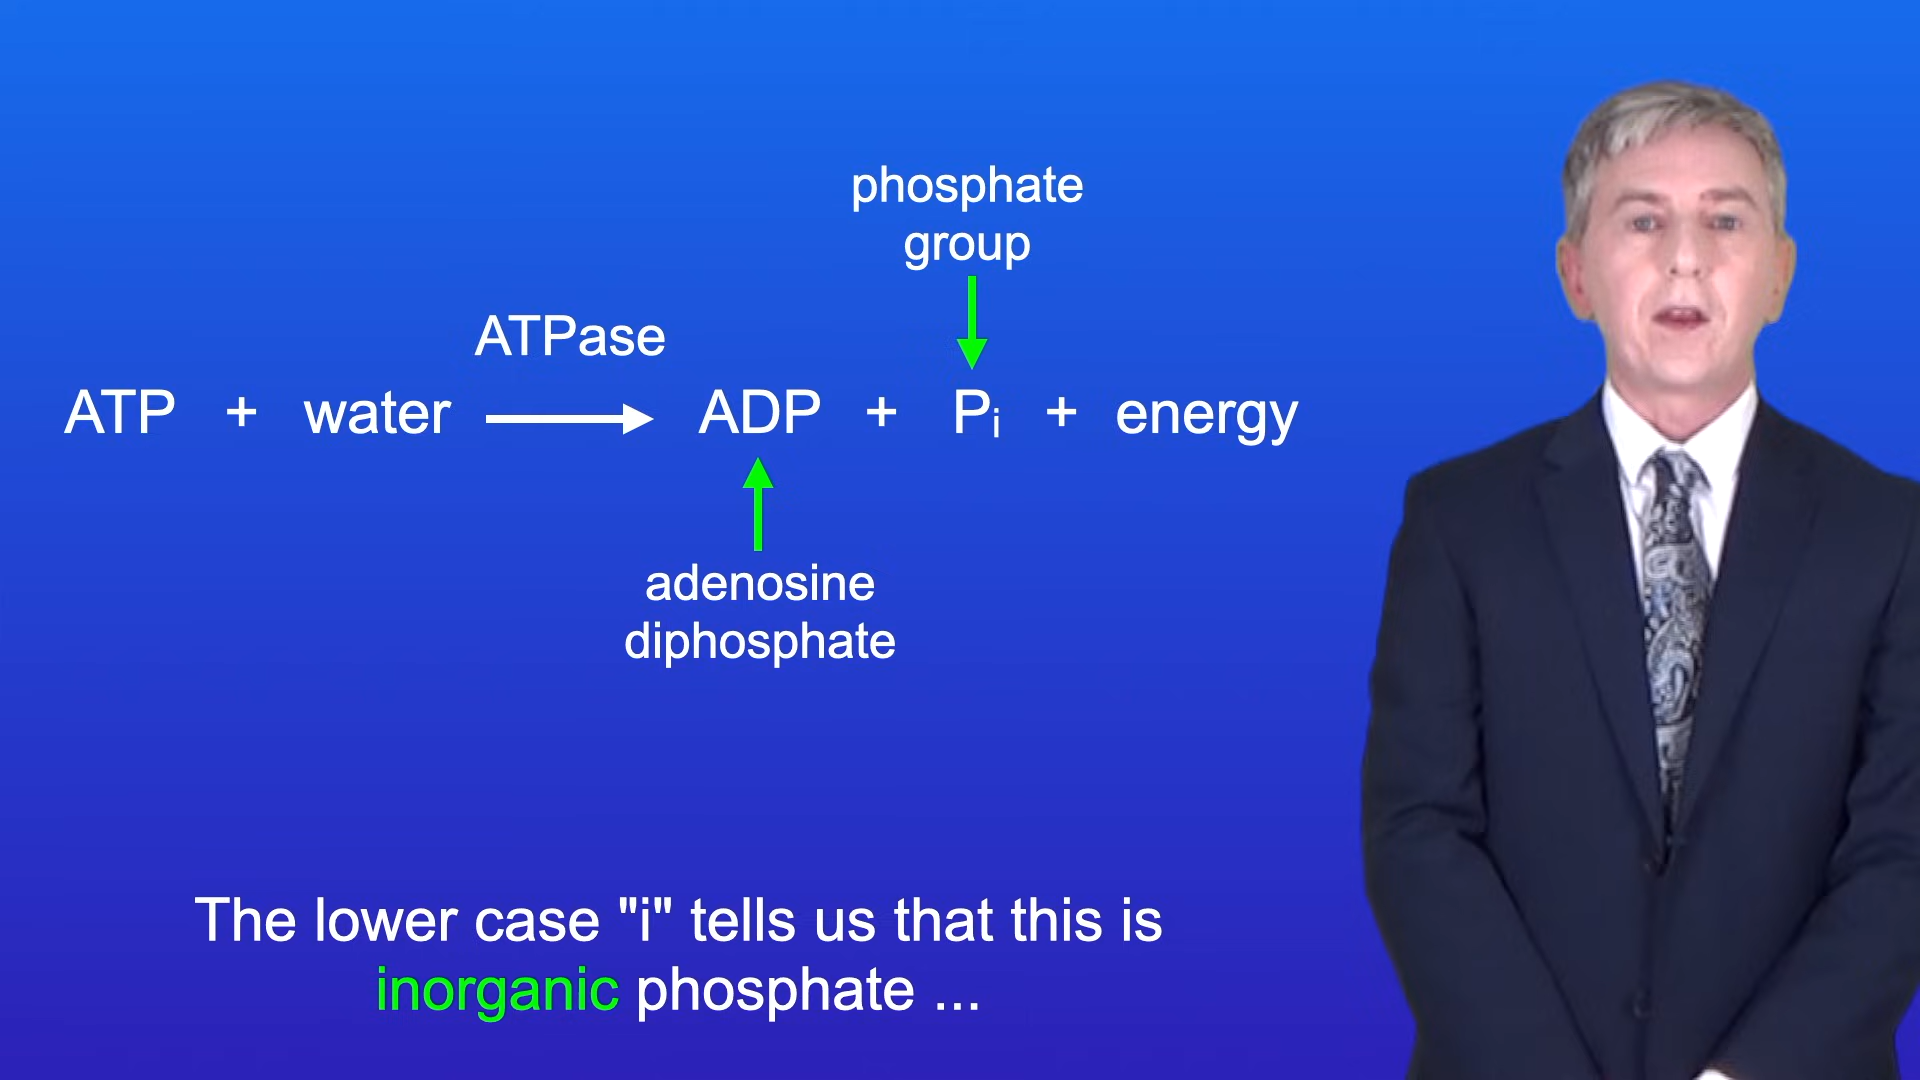 phosphate
group
ATPase
ATP + water ⟶ ADP + Pᵢ + energy
adenosine
diphosphate
The lower case "i" tells us that this is
inorganic phosphate ...